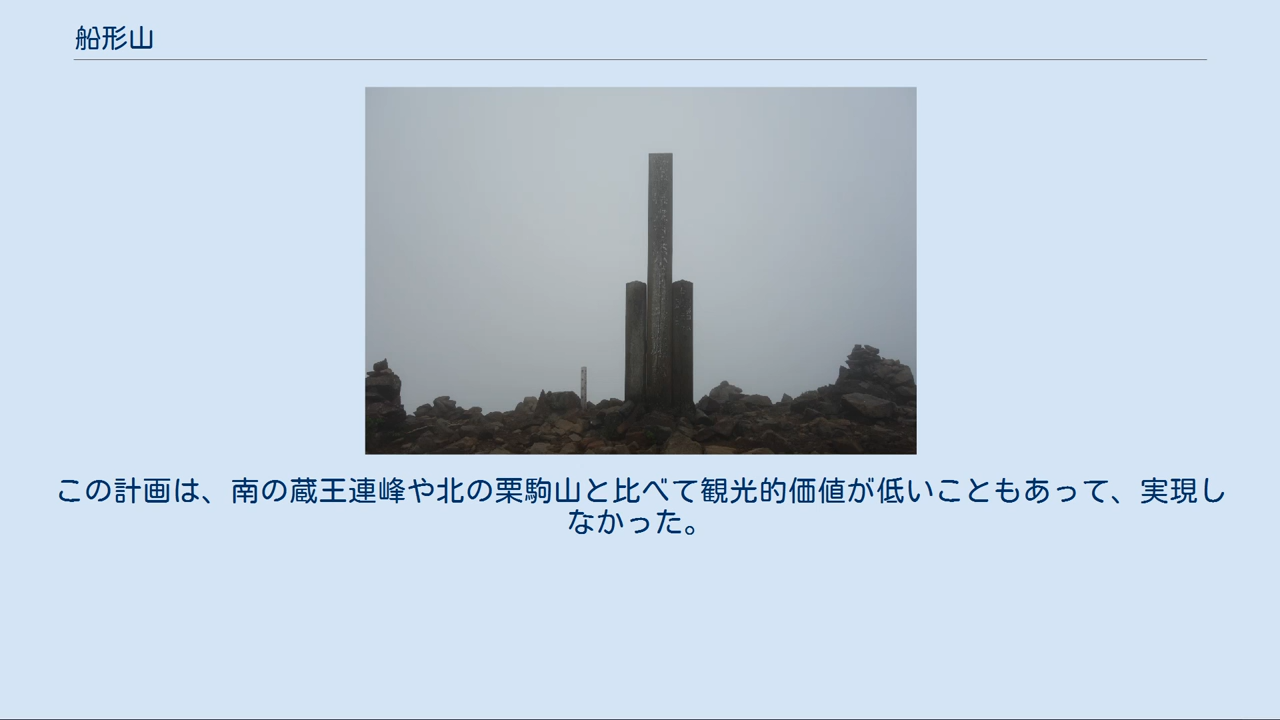 船形山
この計画は、南の蔵王連峰や北の栗駒山と比べて観光的価値が低いこともあって、実現し
なかった。